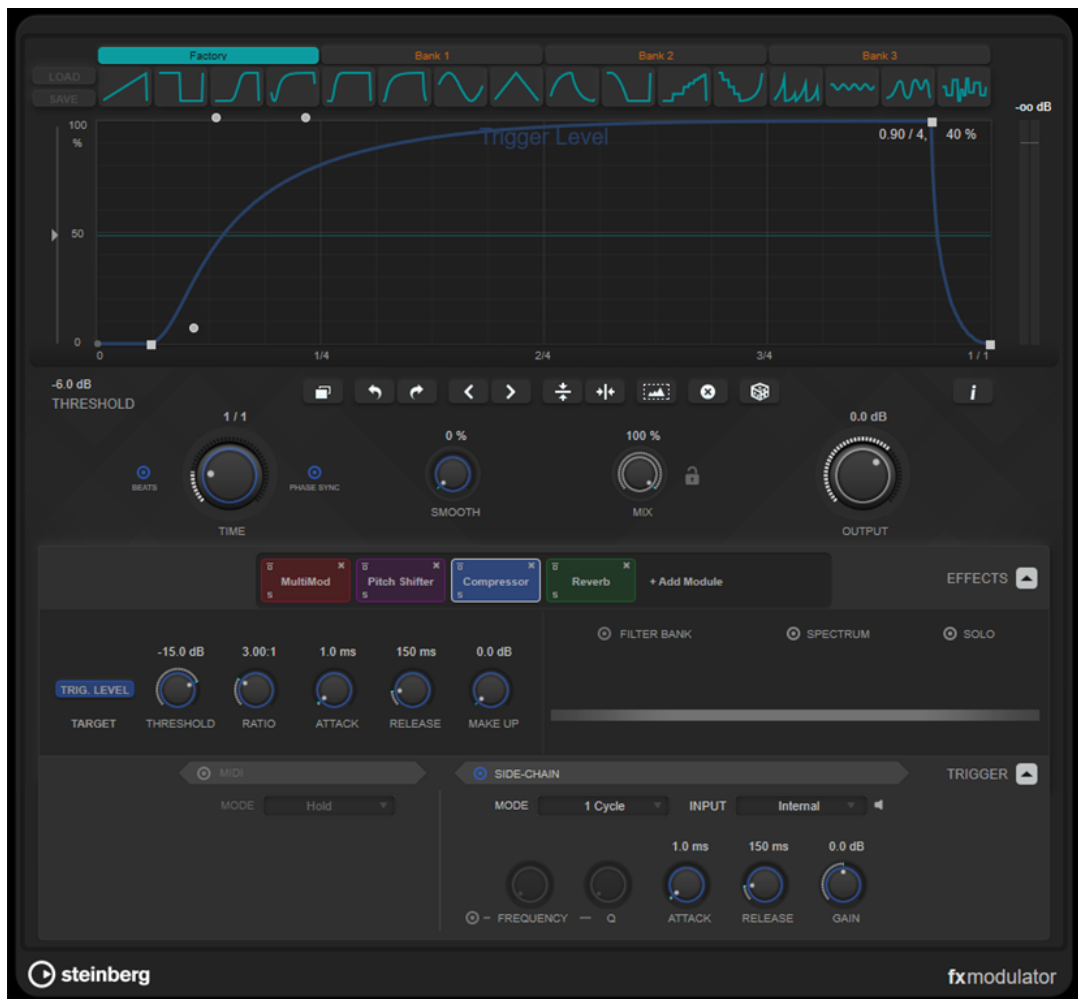 Factory Bank 1 Bank 2 Bank 3
LOAD
SAVE
-oo dB
100
%
Trigger Level
0.90 / 4, 40 %
50
0
0 1/4 2/4 3/4 1 / 1
-6.0 dB
THRESHOLD
i
1 / 1
0.0 dB
0 % 100 %
BEATS PHASE SYNC
SMOOTH MIX
TIME OUTPUT
MultiMod Pitch Shifter Compressor Reverb + Add Module
S S S S
EFFECTS
FILTER BANK SPECTRUM SOLO
-15.0 dB 3.00:1 1.0 ms 150 ms 0.0 dB
TRIG. LEVEL
TARGET THRESHOLD RATIO ATTACK RELEASE MAKE UP
MIDI SIDE-CHAIN TRIGGER
MODE Hold MODE 1 Cycle INPUT Internal
1.0 ms 150 ms 0.0 dB
FREQUENCY Q ATTACK RELEASE GAIN
steinberg fxmodulator